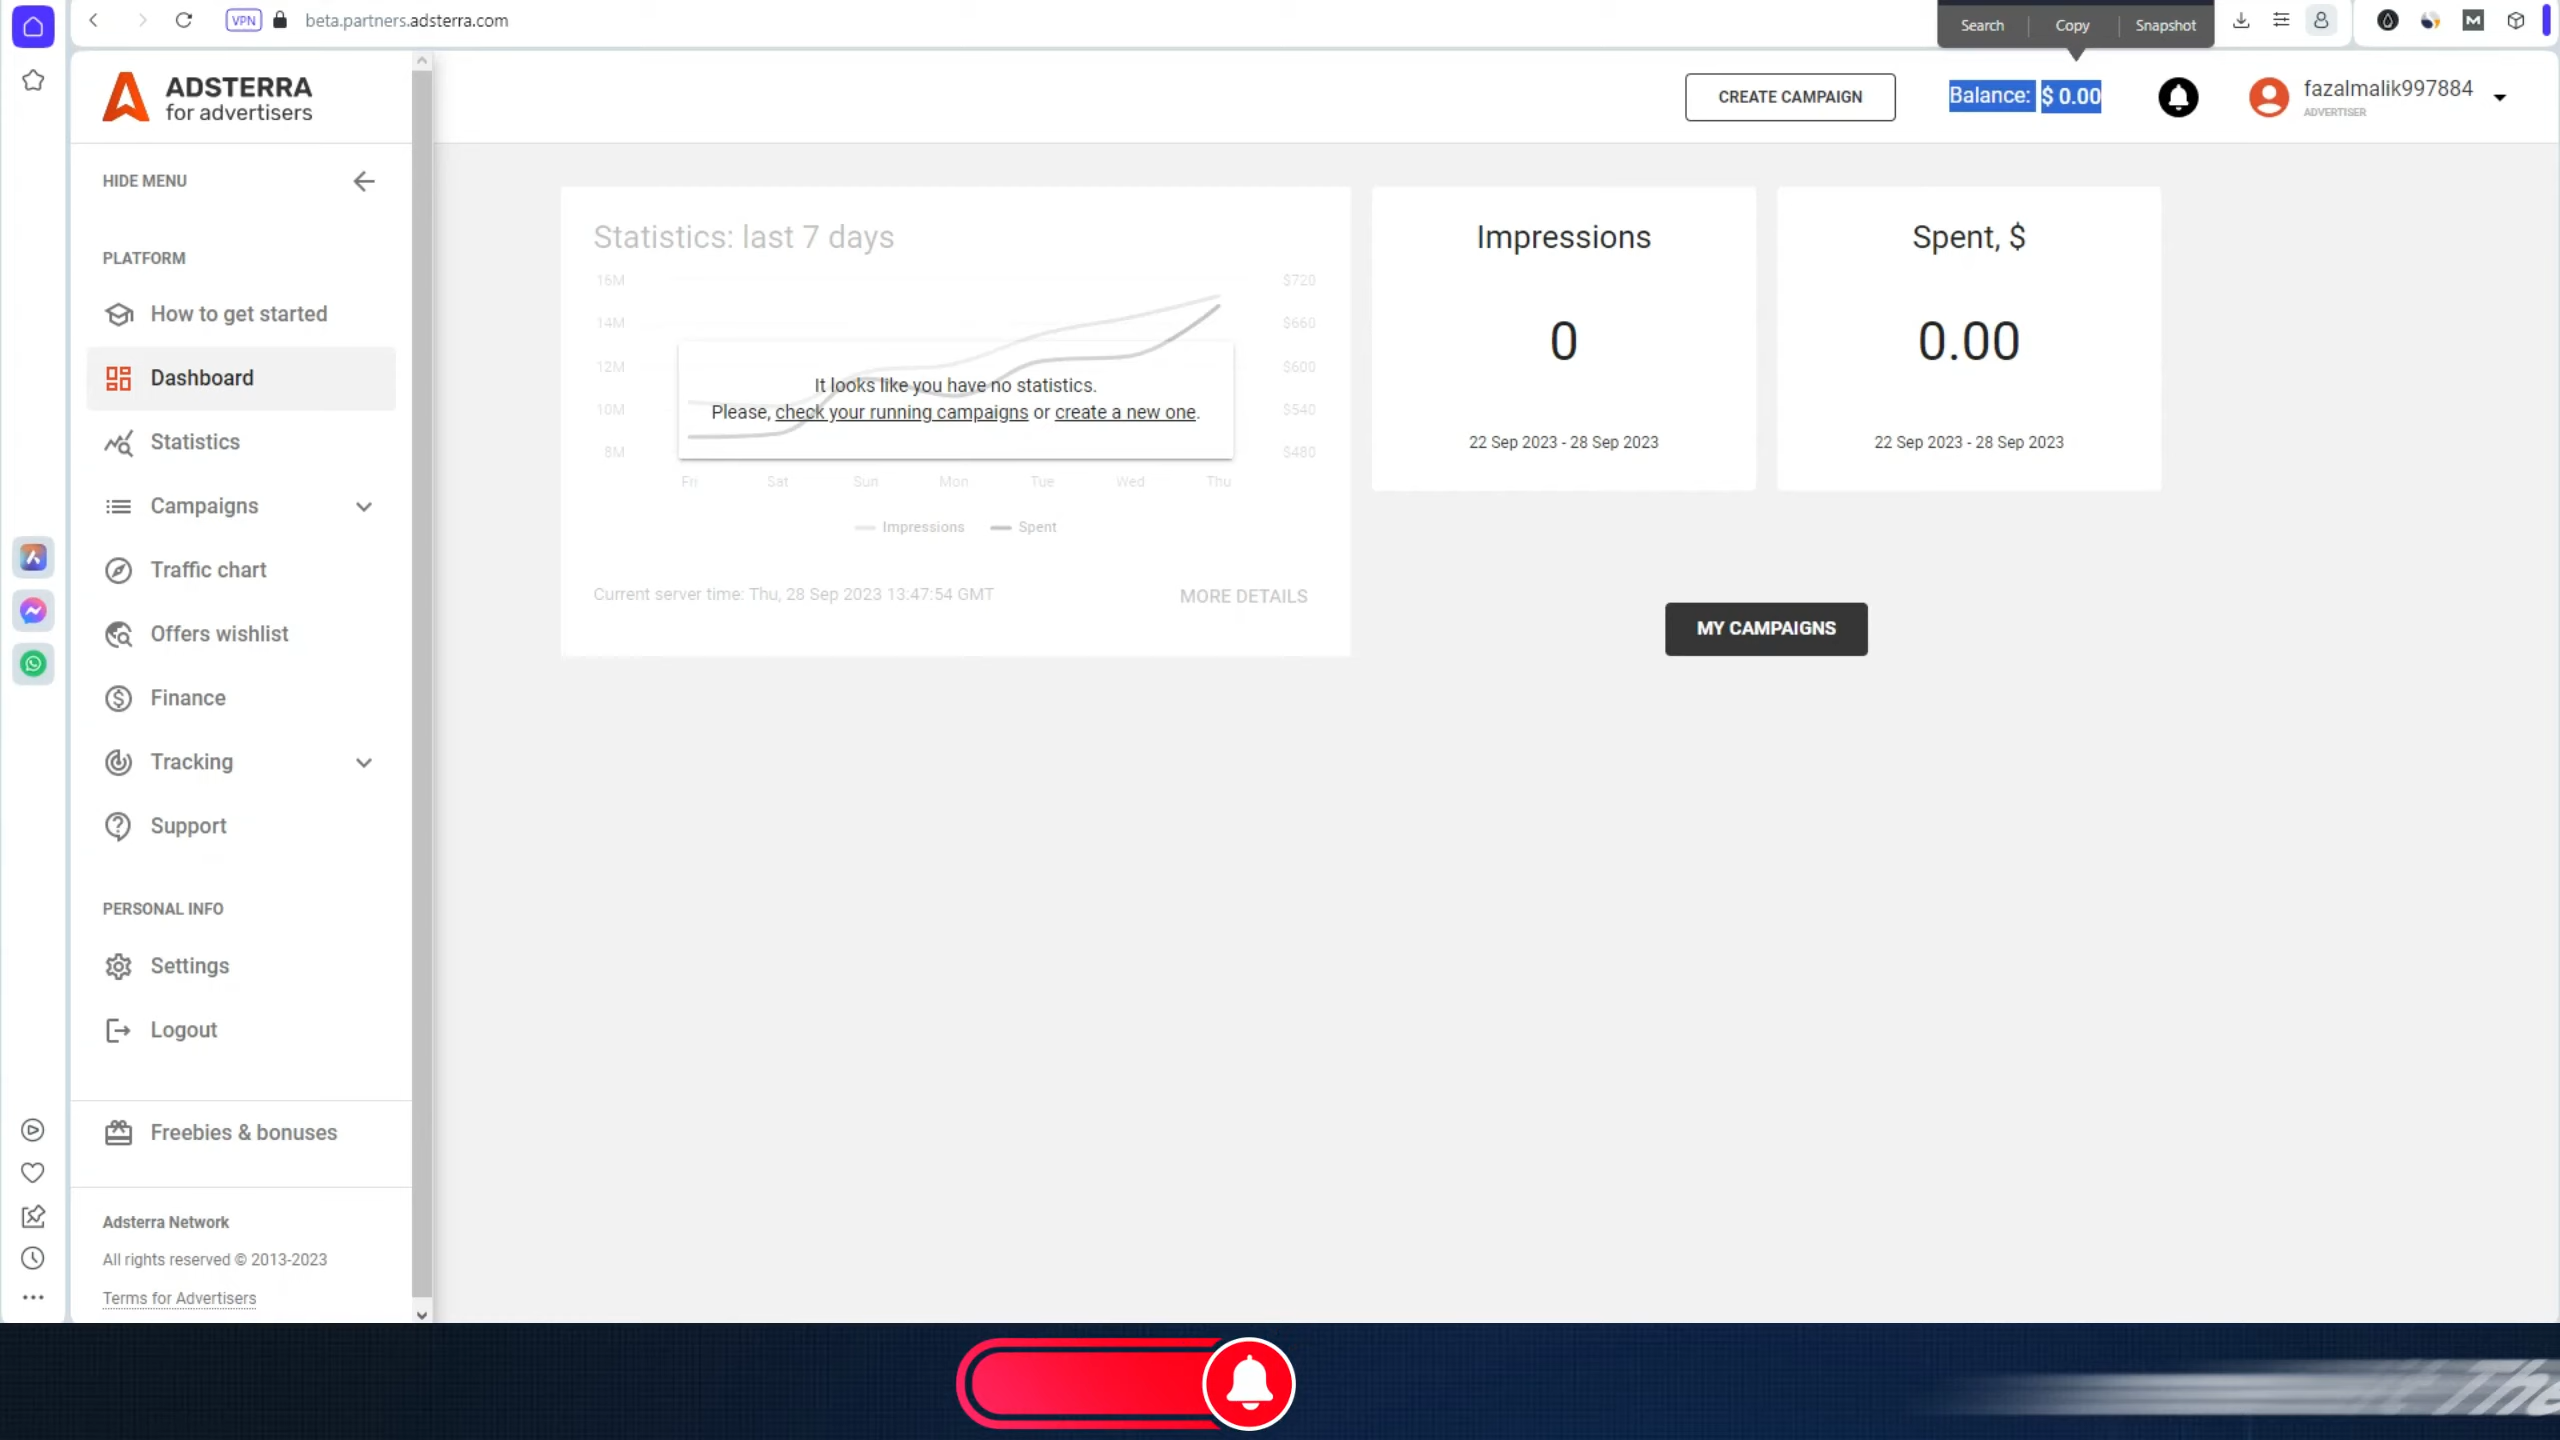 VPN
beta.partners.adsterra.com
Search
Copy
Snapshot
ADSTERRA
for advertisers
CREATE CAMPAIGN
Balance: $ 0.00
fazalmalik997884
ADVERTISER
HIDE MENU
PLATFORM
How to get started
Dashboard
Statistics
Campaigns
Traffic chart
Offers wishlist
Finance
Tracking
Support
PERSONAL INFO
Settings
Logout
Freebies & bonuses
Adsterra Network
All rights reserved © 2013-2023
Terms for Advertisers
Statistics: last 7 days
16M
14M
12M
10M
8M
$720
$660
$600
$540
$480
It looks like you have no statistics.
Please, check your running campaigns or create a new one.
Fri Sat Sun Mon Tue Wed Thu
Impressions Spent
Current server time: Thu, 28 Sep 2023 13:47:54 GMT
MORE DETAILS
Impressions
0
22 Sep 2023 - 28 Sep 2023
Spent, $
0.00
22 Sep 2023 - 28 Sep 2023
MY CAMPAIGNS
The